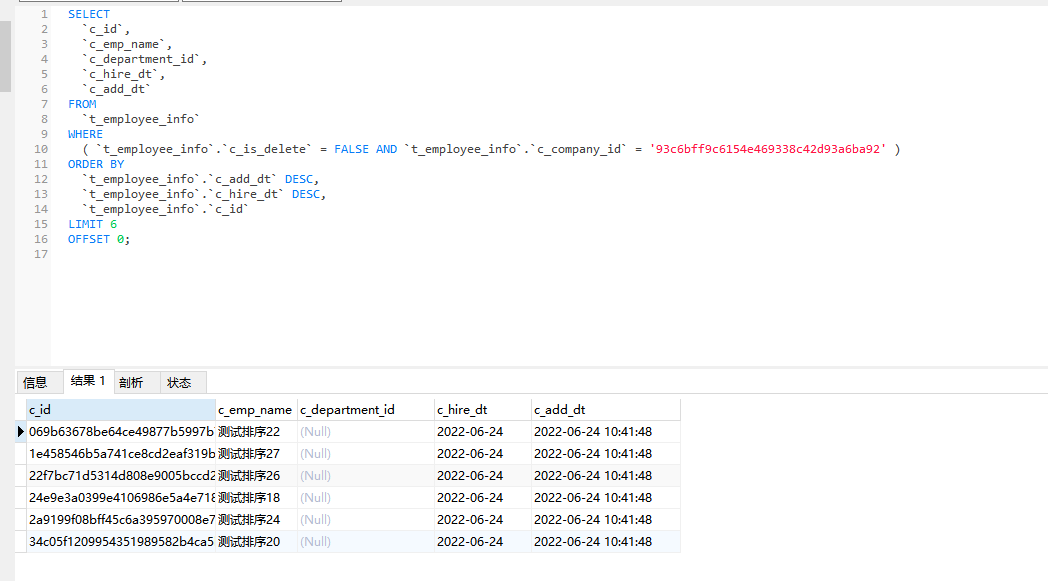 1 SELECT
2 `c_id`,
3 `c_emp_name`,
4 `c_department_id`,
5 `c_hire_dt`,
6 `c_add_dt`
7 FROM
8 `t_employee_info`
9 WHERE
10 ( `t_employee_info`.`c_is_delete` = FALSE AND `t_employee_info`.`c_company_id` = '93c6bff9c6154e469338c42d93a6ba92' )
11 ORDER BY
12 `t_employee_info`.`c_add_dt` DESC,
13 `t_employee_info`.`c_hire_dt` DESC,
14 `t_employee_info`.`c_id`
15 LIMIT 6
16 OFFSET 0;
17
信息 结果 1 剖析 状态
c_id c_emp_name c_department_id c_hire_dt c_add_dt
069b63678be64ce49877b5997b 测试排序22 (Null) 2022-06-24 2022-06-24 10:41:48
1e458546b5a741ce8cd2eaf319b 测试排序27 (Null) 2022-06-24 2022-06-24 10:41:48
22f7bc71d5314d808e9005bccd2 测试排序26 (Null) 2022-06-24 2022-06-24 10:41:48
24e9e3a0399e4106986e5a4e718 测试排序18 (Null) 2022-06-24 2022-06-24 10:41:48
2a9199f08bff45c6a395970008e7 测试排序24 (Null) 2022-06-24 2022-06-24 10:41:48
34c05f1209954351989582b4ca5 测试排序20 (Null) 2022-06-24 2022-06-24 10:41:48